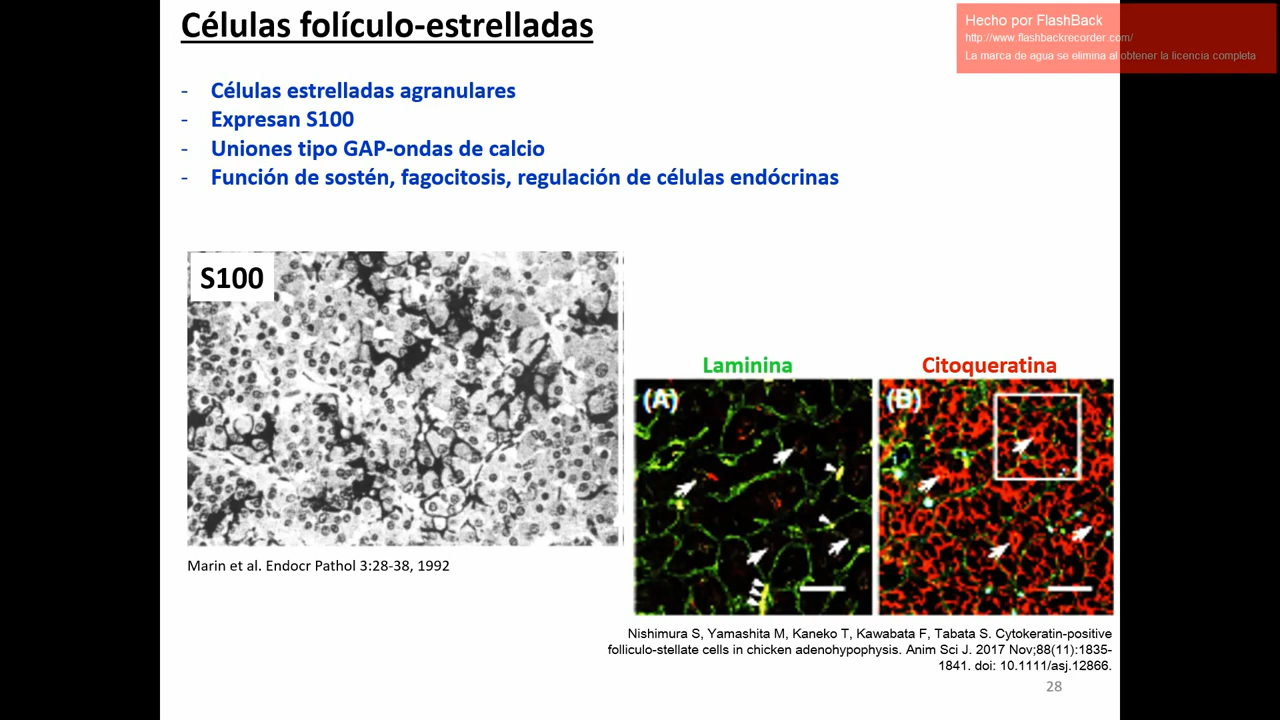 Células folículo-estrelladas
Hecho por FlashBack
http://www.flashbackrecorder.com/
La marca de agua se elimina al obtener la licencia completa
- Células estrelladas agranulares
- Expresan S100
- Uniones tipo GAP-ondas de calcio
- Función de sostén, fagocitosis, regulación de células endócrinas
S100
Marin et al. Endocr Pathol 3:28-38, 1992
Laminina
Citoqueratina
(A)
(B)
Nishimura S, Yamashita M, Kaneko T, Kawabata F, Tabata S. Cytokeratin-positive
folliculo-stellate cells in chicken adenohypophysis. Anim Sci J. 2017 Nov;88(11):1835-
1841. doi: 10.1111/asj.12866.
28